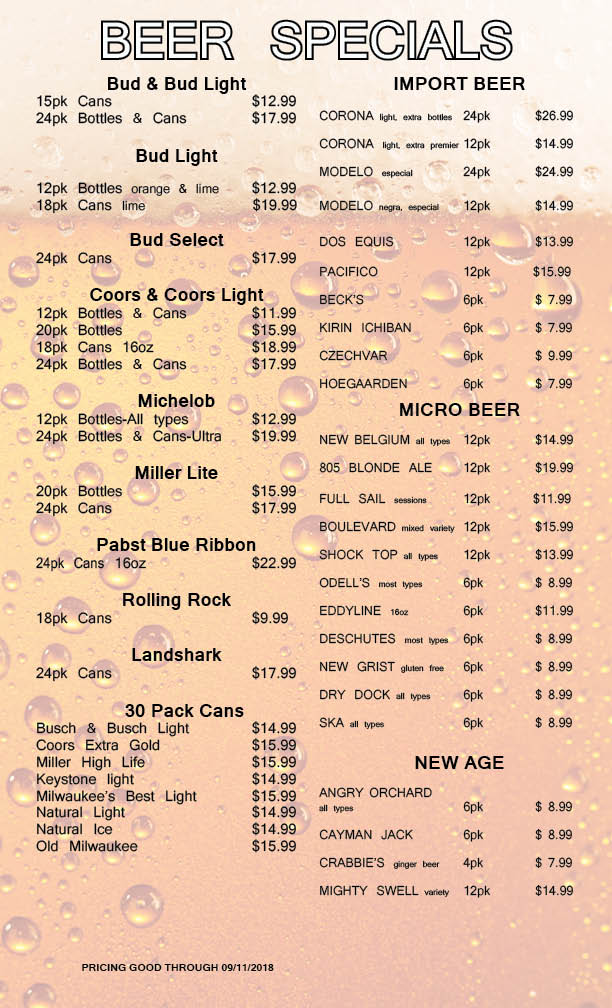 BEER SPECIALS
Bud & Bud Light
15pk Cans $12.99
24pk Bottles & Cans $17.99
Bud Light
12pk Bottles orange & lime $12.99
18pk Cans lime $19.99
Bud Select
24pk Cans $17.99
Coors & Coors Light
12pk Bottles & Cans $11.99
20pk Bottles $15.99
18pk Cans 16oz $18.99
24pk Bottles & Cans $17.99
Michelob
12pk Bottles-All types $12.99
24pk Bottles & Cans-Ultra $19.99
Miller Lite
20pk Bottles $15.99
24pk Cans $17.99
Pabst Blue Ribbon
24pk Cans 16oz $22.99
Rolling Rock
18pk Cans $9.99
Landshark
24pk Cans $17.99
30 Pack Cans
Busch & Busch Light $14.99
Coors Extra Gold $15.99
Miller High Life $15.99
Keystone light $14.99
Milwaukee's Best Light $15.99
Natural Light $14.99
Natural Ice $14.99
Old Milwaukee $15.99
IMPORT BEER
CORONA light, extra bottles 24pk $26.99
CORONA light, extra premier 12pk $14.99
MODELO especial 24pk $24.99
MODELO negra, especial 12pk $14.99
DOS EQUIS 12pk $13.99
PACIFICO 12pk $15.99
BECK'S 6pk $ 7.99
KIRIN ICHIBAN 6pk $ 7.99
CZECHVAR 6pk $ 9.99
HOEGAARDEN 6pk $ 7.99
MICRO BEER
NEW BELGIUM all types 12pk $14.99
805 BLONDE ALE 12pk $19.99
FULL SAIL sessions 12pk $11.99
BOULEVARD mixed variety 12pk $15.99
SHOCK TOP all types 12pk $13.99
ODELL'S most types 6pk $ 8.99
EDDYLINE 16oz 6pk $11.99
DESCHUTES most types 6pk $ 8.99
NEW GRIST gluten free 6pk $ 8.99
DRY DOCK all types 6pk $ 8.99
SKA all types 6pk $ 8.99
NEW AGE
ANGRY ORCHARD
all types 6pk $ 8.99
CAYMAN JACK 6pk $ 8.99
CRABBIE'S ginger beer 4pk $ 7.99
MIGHTY SWELL variety 12pk $14.99
PRICING GOOD THROUGH 09/11/2018